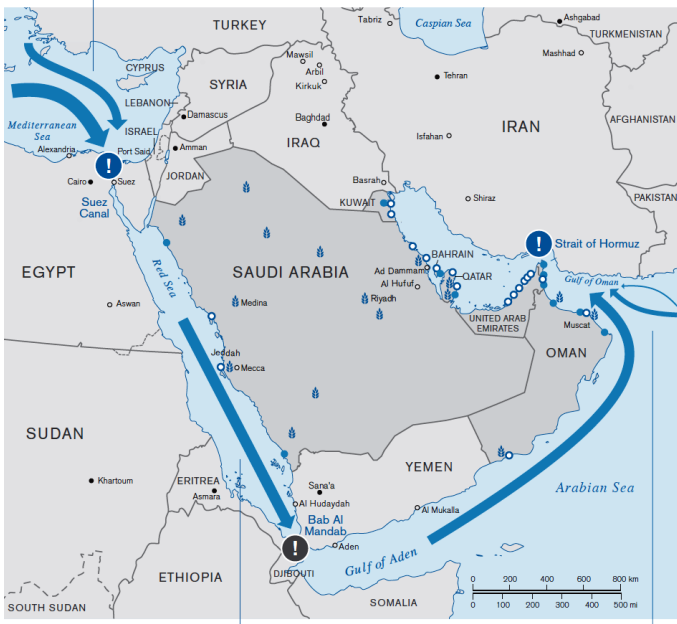 TURKEY
Tabriz
Caspian Sea
Ashgabad
TURKMENISTAN
Mawsil
Arbil
Kirkuk
Tehran
Mashhad
CYPRUS
SYRIA
LEBANON
Damascus
Baghdad
IRAQ
Isfahan
IRAN
AFGHANISTAN
Mediterranean
Sea
ISRAEL
Alexandria
Port Said
Amman
!
JORDAN
Basrah
KUWAIT
Shiraz
PAKISTAN
Cairo
Suez
Suez
Canal
!
Strait of Hormuz
EGYPT
Red Sea
SAUDI ARABIA
BAHRAIN
Ad Dammam
QATAR
Al Hufuf
Gulf of Oman
Aswan
Medina
Riyadh
UNITED ARAB
EMIRATES
Muscat
Jeddah
Mecca
OMAN
SUDAN
YEMEN
Khartoum
ERITREA
Asmara
Sana'a
Al Hudaydah
Arabian Sea
Bab Al
Mandab
Al Mukalla
!
Aden
Gulf of Aden
ETHIOPIA
DJIBOUTI
0 200 400 600 800 km
0 100 200 300 400 500 mi
SOUTH SUDAN
SOMALIA